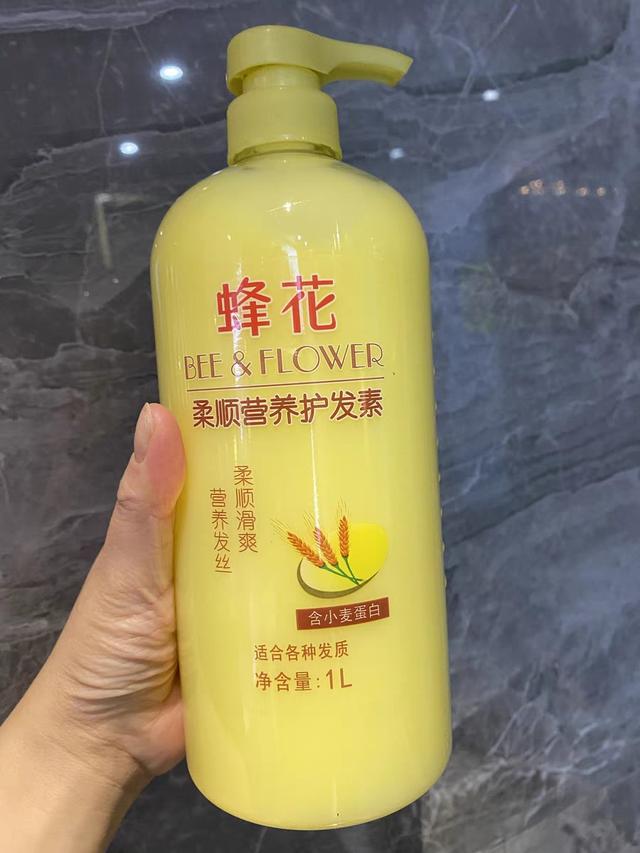 蜂花
BEE & FLOWER
柔顺营养护发素
柔顺滑爽
营养发丝
含小麦蛋白
适合各种发质
净含量:1L